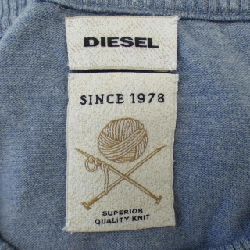 DIESEL
SINCE 1978
SUPERIOR
QUALITY KNIT